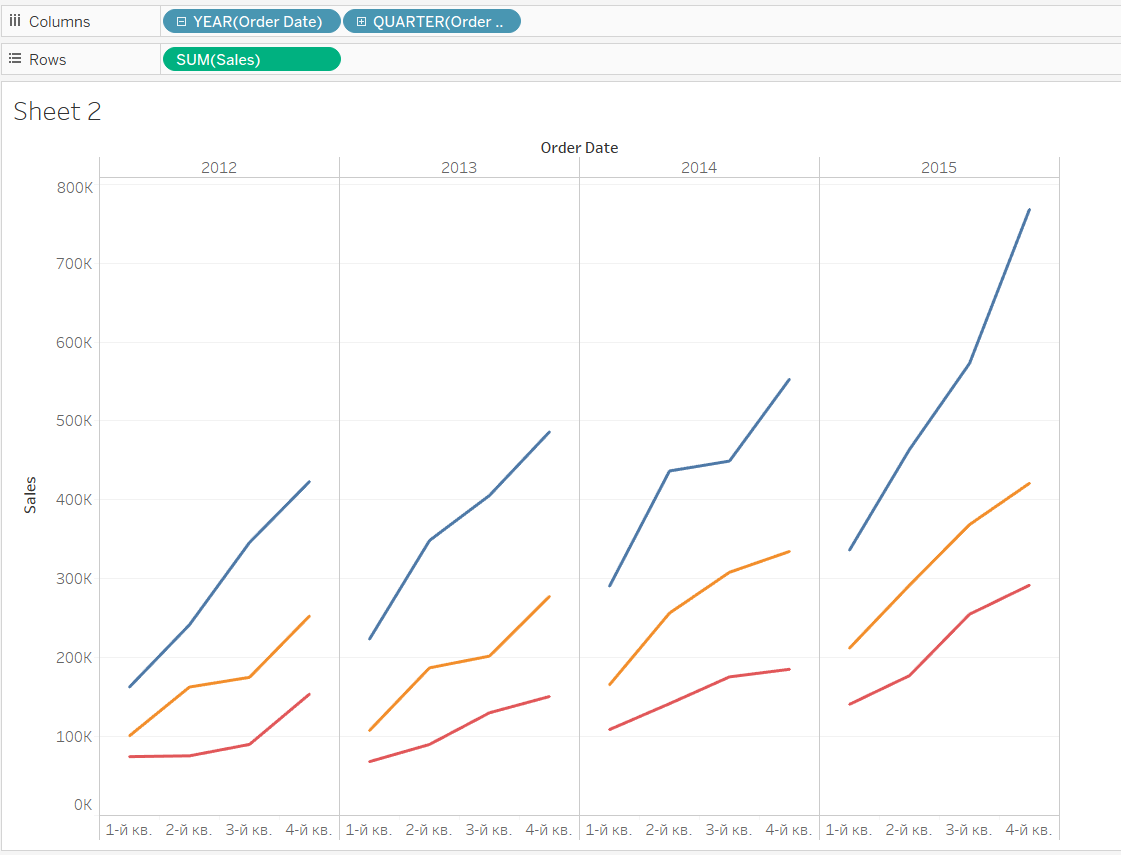 Columns YEAR(Order Date) QUARTER(Order ..
Rows SUM(Sales)
Sheet 2
Order Date
2012 2013 2014 2015
800K
700K
600K
500K
400K
300K
200K
100K
0K
Sales
1-й кв. 2-й кв. 3-й кв. 4-й кв. 1-й кв. 2-й кв. 3-й кв. 4-й кв. 1-й кв. 2-й кв. 3-й кв. 4-й кв. 1-й кв. 2-й кв. 3-й кв. 4-й кв.